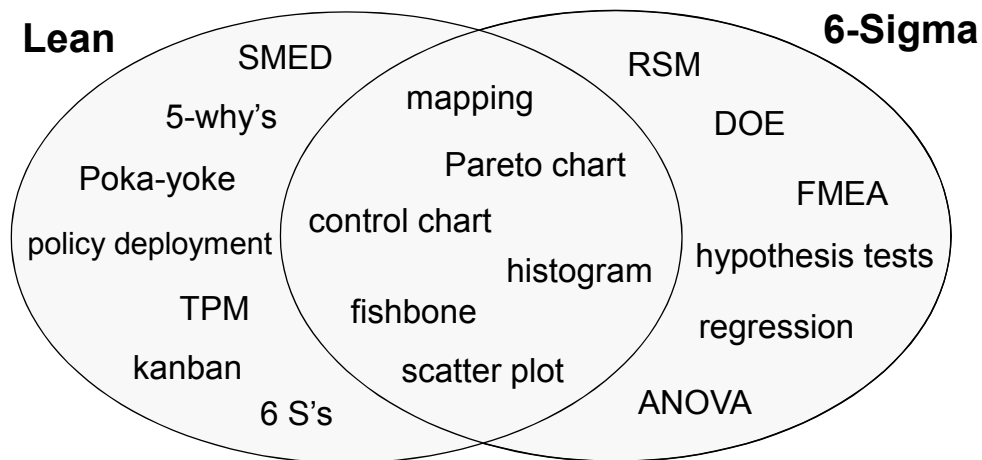 Lean
SMED
5-why’s
Poka-yoke
policy deployment
TPM
kanban
6 S’s
mapping
Pareto chart
control chart
histogram
fishbone
scatter plot
6-Sigma
RSM
DOE
FMEA
hypothesis tests
regression
ANOVA